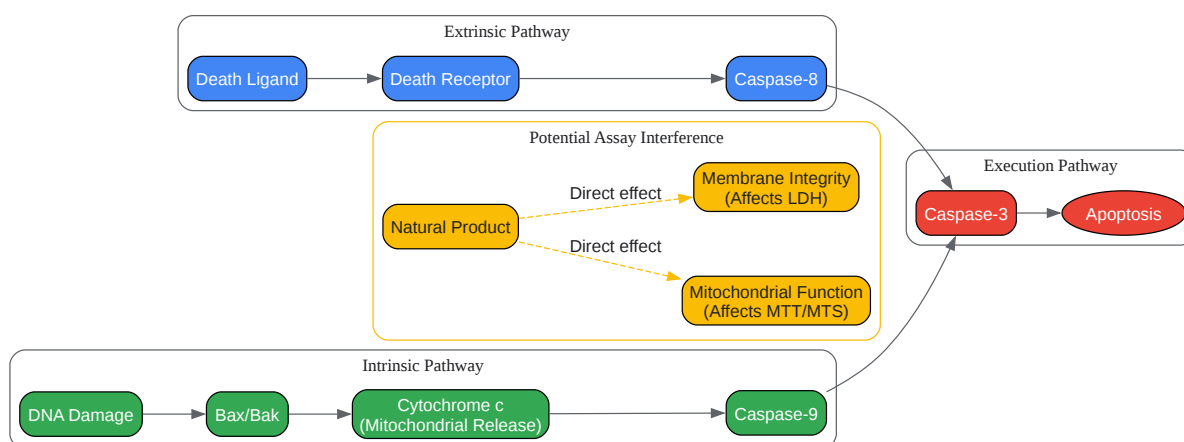 Extrinsic Pathway
Death Ligand
Death Receptor
Caspase-8
Potential Assay Interference
Natural Product
Direct effect
Direct effect
Membrane Integrity
(Affects LDH)
Mitochondrial Function
(Affects MTT/MTS)
Execution Pathway
Caspase-3
Apoptosis
Intrinsic Pathway
DNA Damage
Bax/Bak
Cytochrome c
(Mitochondrial Release)
Caspase-9